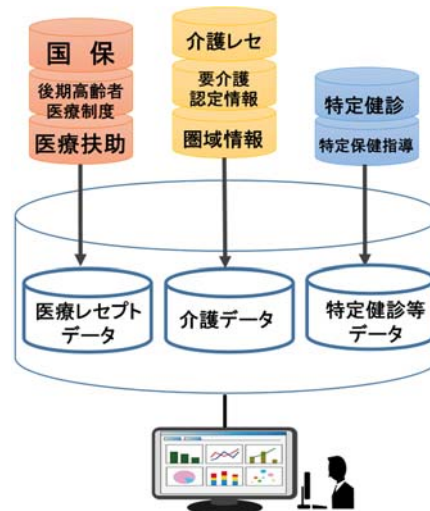 国保
後期高齢者
医療制度
医療扶助
介護レセ
要介護
認定情報
圏域情報
特定健診
特定保健指導
医療レセプト
データ
介護データ
特定健診等
データ